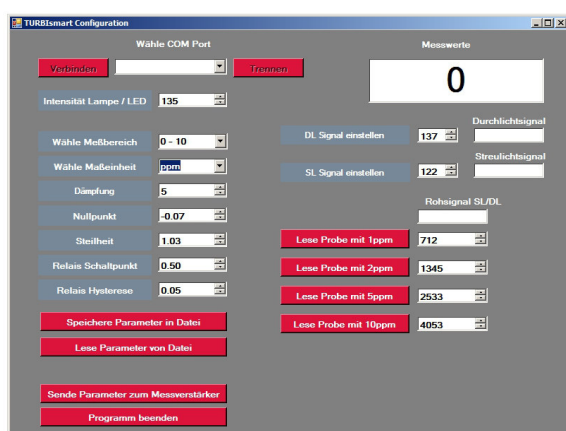 TURBIsmart Configuration
Wähle COM Port
Messwerte
Verbinden
Trennen
0
Intensität Lampe / LED
135
Durchlichtsignal
Wähle Meßbereich
0 - 10
DL Signal einstellen
137
Streulichtsignal
Wähle Maßeinheit
ppm
SL Signal einstellen
122
Dämpfung
5
Rohsignal SL/DL
Nullpunkt
-0.07
Steilheit
1.03
Lese Probe mit 1ppm
712
Relais Schaltpunkt
0.50
Lese Probe mit 2ppm
1345
Relais Hysterese
0.05
Lese Probe mit 5ppm
2533
Speichere Parameter in Datei
Lese Probe mit 10ppm
4053
Lese Parameter von Datei
Sende Parameter zum Messverstärker
Programm beenden